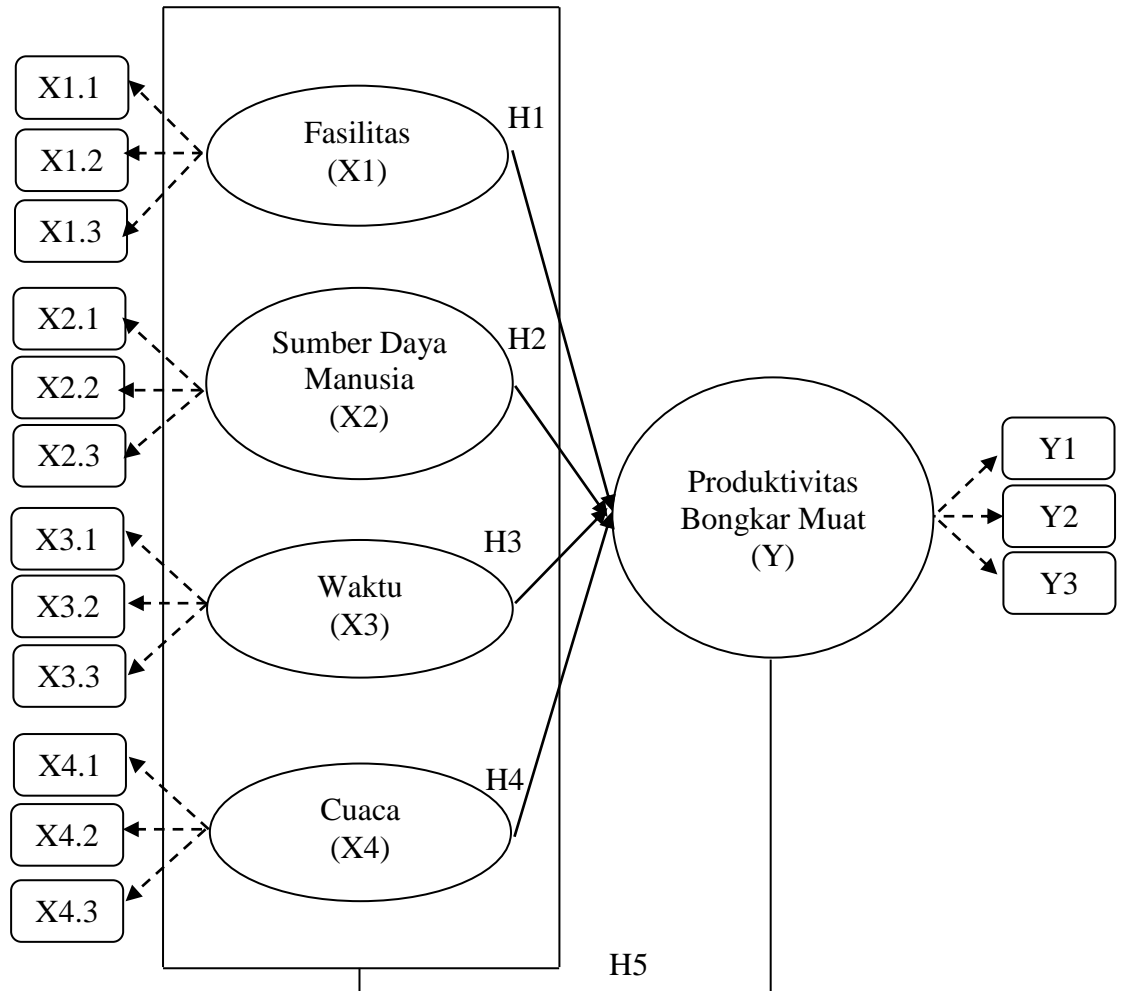 X1.1
X1.2
X1.3
Fasilitas
(X1)
H1
X2.1
X2.2
X2.3
Sumber Daya
Manusia
(X2)
H2
X3.1
X3.2
X3.3
Waktu
(X3)
H3
X4.1
X4.2
X4.3
Cuaca
(X4)
H4
Produktivitas
Bongkar Muat
(Y)
Y1
Y2
Y3
H5